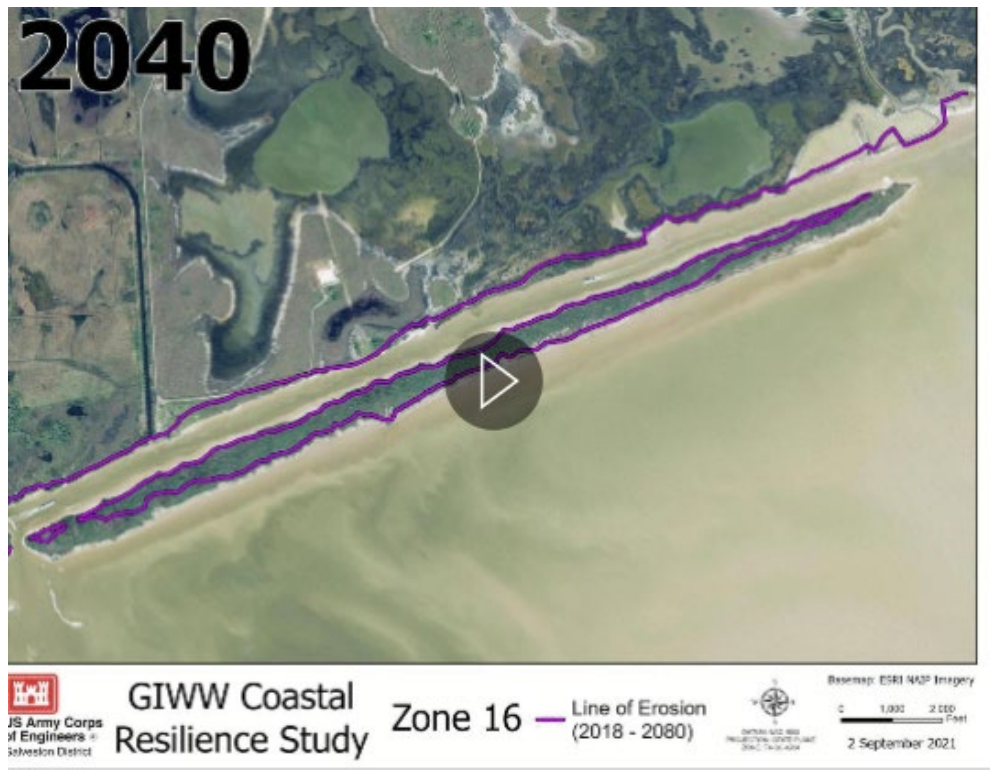 2040
US Army Corps
of Engineers ®
Galveston District
GIWW Coastal
Resilience Study
Zone 16
Line of Erosion
(2018 - 2080)
Basemap: ESRI NAIP Imagery
0 1,000 2,000
Feet
2 September 2021